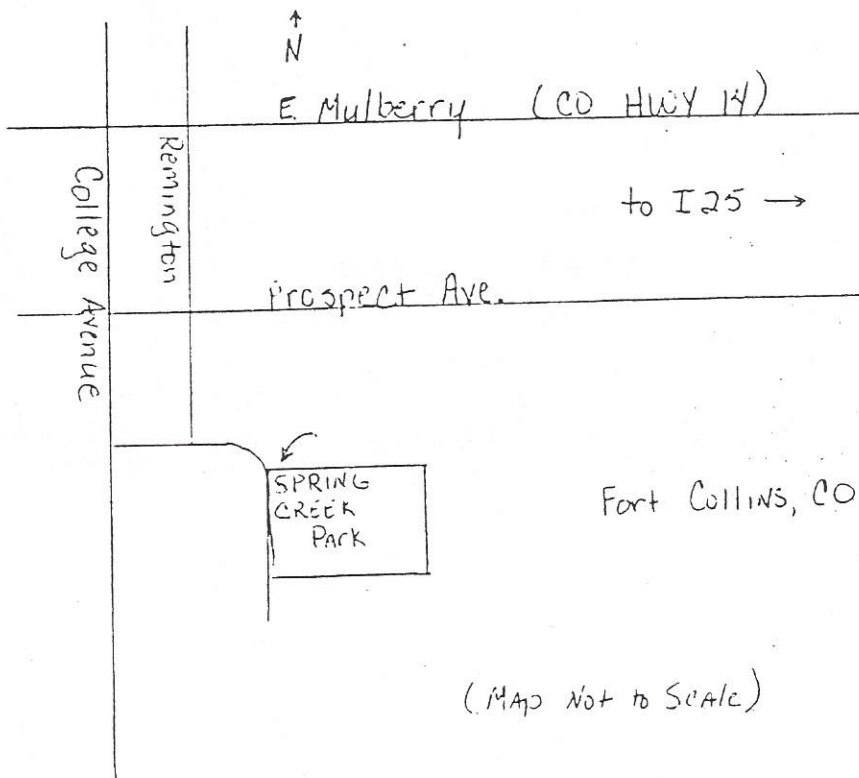 N
E. Mulberry (CO HWY 14)
Remington
College Avenue
to I25 →
Prospect Ave.
SPRING
CREEK
Park
Fort Collins, CO
(Map Not to Scale)